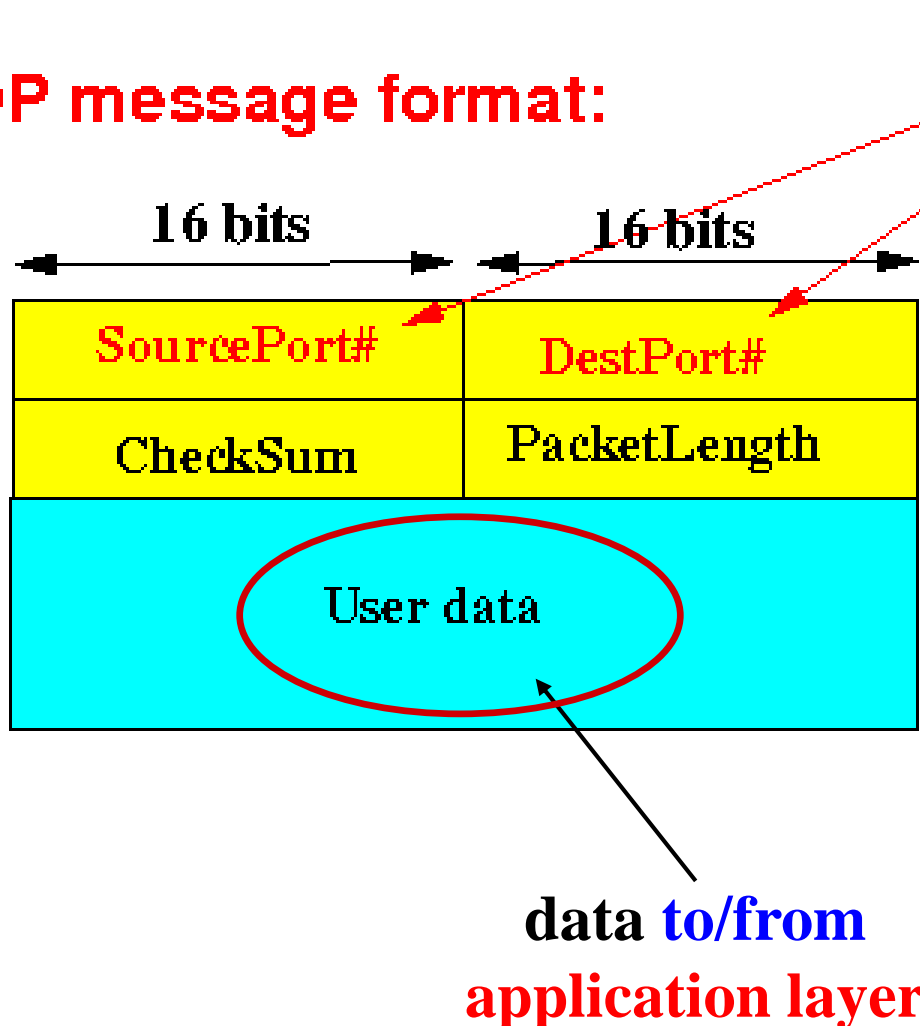 P message format:
16 bits 16 bits
SourcePort# DestPort#
CheckSum PacketLength
User data
data to/from
application layer